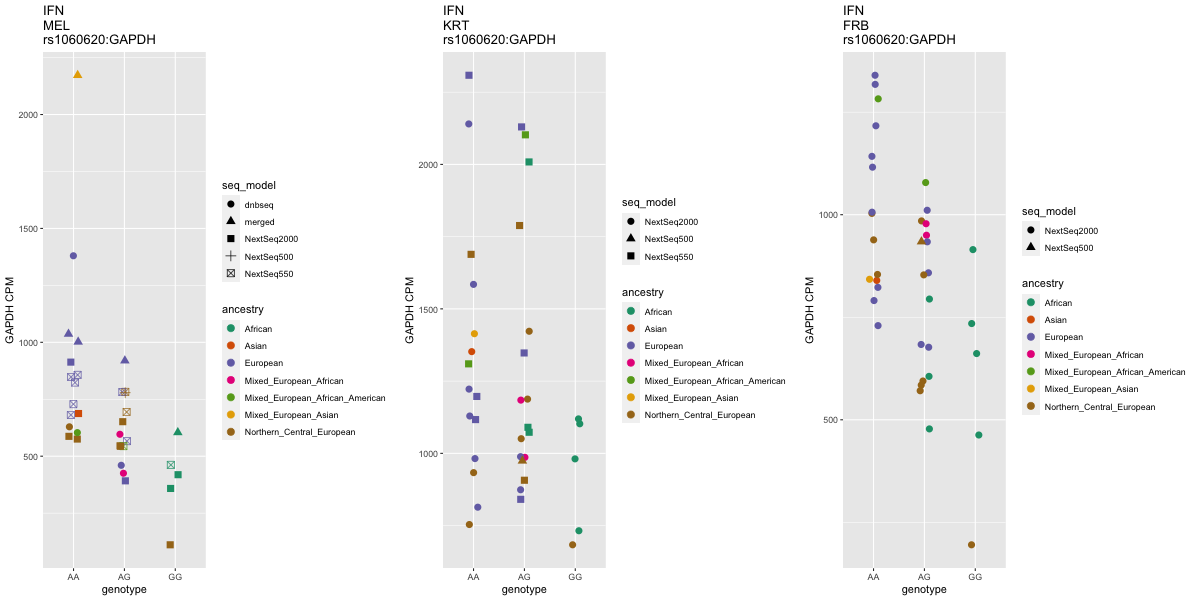 IFN
MEL
rs1060620:GAPDH
GAPDH CPM
2000
1500
1000
500
AA
AG
GG
genotype
seq_model
dnbseq
merged
NextSeq2000
NextSeq500
NextSeq550
ancestry
African
Asian
European
Mixed_European_African
Mixed_European_African_American
Mixed_European_Asian
Northern_Central_European
IFN
KRT
rs1060620:GAPDH
GAPDH CPM
2000
1500
1000
AA
AG
GG
genotype
seq_model
NextSeq2000
NextSeq500
NextSeq550
ancestry
African
Asian
European
Mixed_European_African
Mixed_European_African_American
Mixed_European_Asian
Northern_Central_European
IFN
FRB
rs1060620:GAPDH
GAPDH CPM
1000
500
AA
AG
GG
genotype
seq_model
NextSeq2000
NextSeq500
ancestry
African
Asian
European
Mixed_European_African
Mixed_European_African_American
Mixed_European_Asian
Northern_Central_European